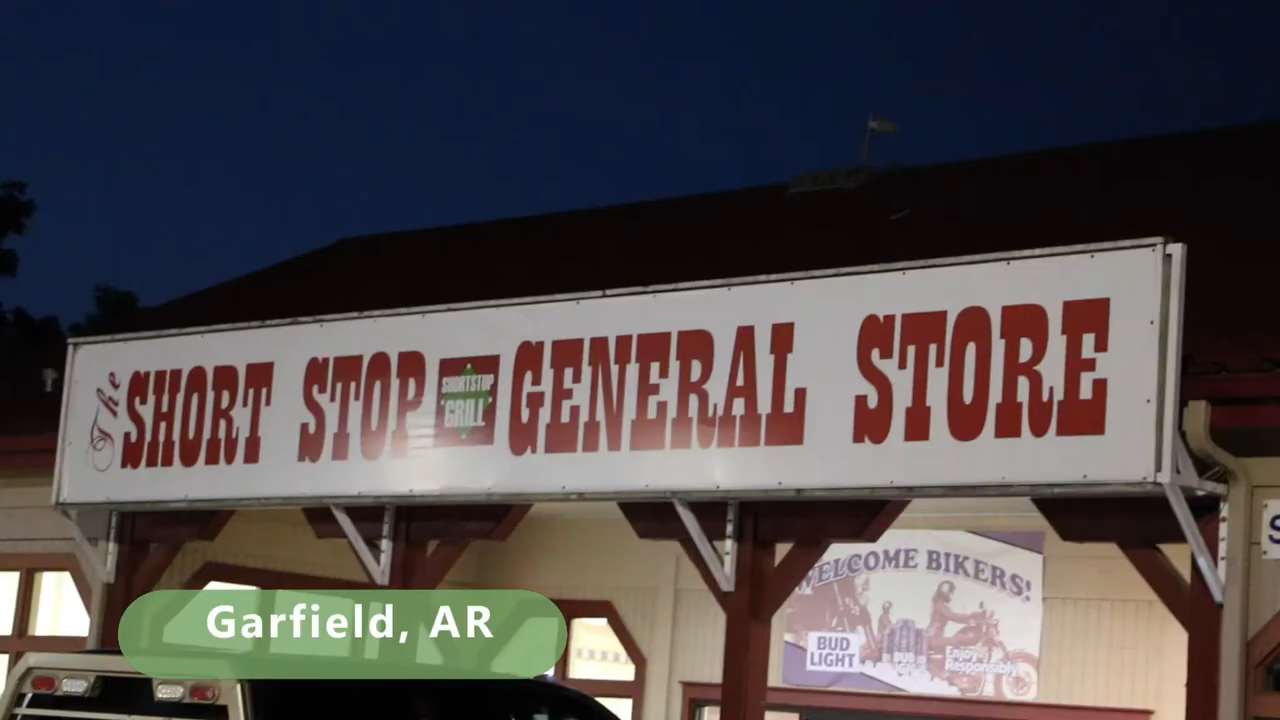 The SHORT STOP GENERAL STORE
SHORTSTOP
"GRILL"
WELCOME BIKERS!
BUD
LIGHT
Enjoy
Responsibly
S
Garfield, AR